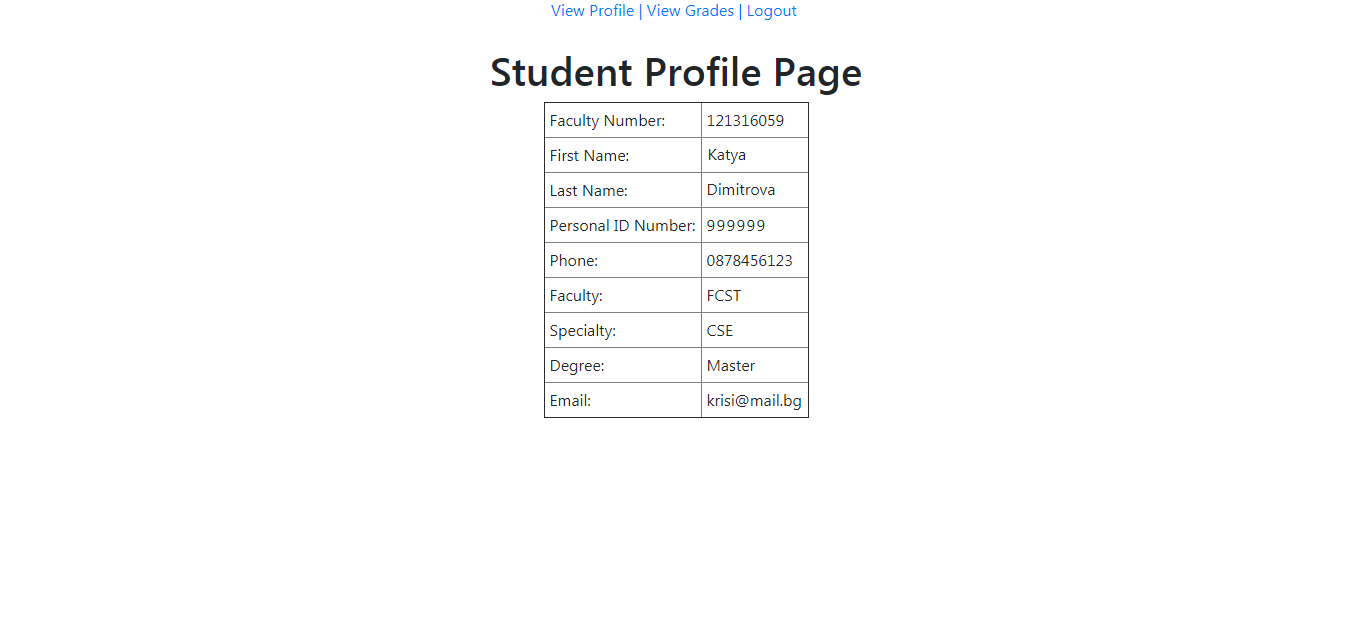 View Profile | View Grades | Logout
Student Profile Page
Faculty Number: 121316059
First Name: Katya
Last Name: Dimitrova
Personal ID Number: 999999
Phone: 0878456123
Faculty: FCST
Specialty: CSE
Degree: Master
Email: krisi@mail.bg